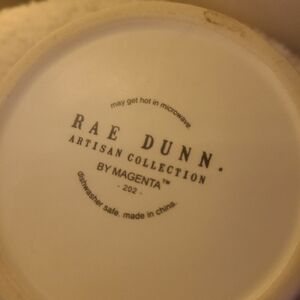 may get hot in microwave
RAE DUNN.
ARTISAN COLLECTION
BY MAGENTA™
- 202 -
dishwasher safe. made in china.